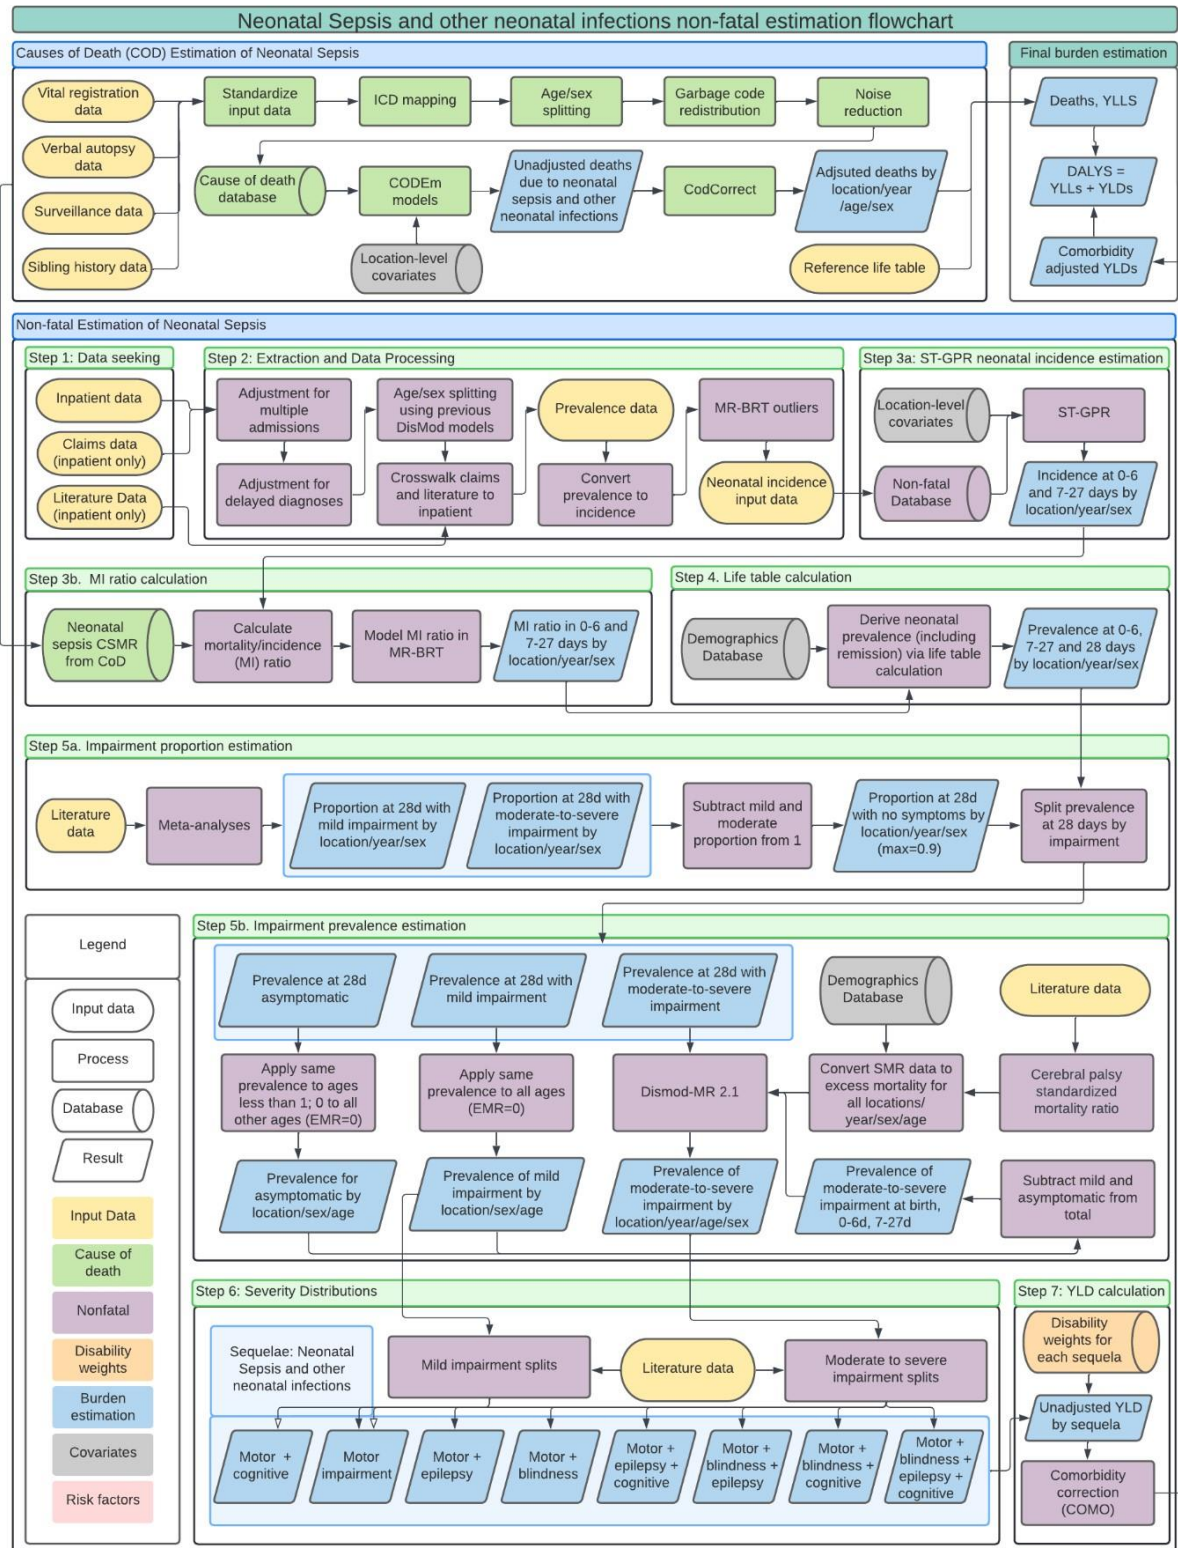 Neonatal Sepsis and other neonatal infections non-fatal estimation flowchart
Causes of Death (COD) Estimation of Neonatal Sepsis
Vital registration
data
Verbal autopsy
data
Surveillance data
Sibling history data
Standardize
input data
ICD mapping
Age/sex
splitting
Garbage code
redistribution
Noise
reduction
Cause of death
database
CODEm
models
Unadjusted deaths
due to neonatal
sepsis and other
neonatal infections
CodCorrect
Adjsuted deaths by
location/year
/age/sex
Location-level
covariates
Reference life table
Final burden estimation
Deaths, YLLS
DALYS =
YLLs + YLDs
Comorbidity
adjusted YLDs
Non-fatal Estimation of Neonatal Sepsis
Step 1: Data seeking
Inpatient data
Claims data
(inpatient only)
Literature Data
(inpatient only)
Step 2: Extraction and Data Processing
Adjustment for
multiple
admissions
Adjustment for
delayed diagnoses
Age/sex splitting
using previous
DisMod models
Crosswalk claims
and literature to
inpatient
Prevalence data
Convert
prevalence to
incidence
MR-BRT outliers
Neonatal incidence
input data
Step 3a: ST-GPR neonatal incidence estimation
Location-level
covariates
Non-fatal
Database
ST-GPR
Incidence at 0-6
and 7-27 days by
location/year/sex
Step 3b. MI ratio calculation
Neonatal
sepsis CSMR
from CoD
Calculate
mortality/incidence
(MI) ratio
Model MI ratio in
MR-BRT
MI ratio in 0-6 and
7-27 days by
location/year/sex
Step 4. Life table calculation
Demographics
Database
Derive neonatal
prevalence (including
remission) via life table
calculation
Prevalence at 0-6,
7-27 and 28 days
by location/year/sex
Step 5a. Impairment proportion estimation
Literature
data
Meta-analyses
Proportion at 28d with
mild impairment by
location/year/sex
Proportion at 28d with
moderate-to-severe
impairment by
location/year/sex
Subtract mild and
moderate
proportion from 1
Proportion at 28d
with no symptoms by
location/year/sex
(max=0.9)
Split prevalence
at 28 days by
impairment
Legend
Input data
Process
Database
Result
Input Data
Cause of
death
Nonfatal
Disability
weights
Burden
estimation
Covariates
Risk factors
Step 5b. Impairment prevalence estimation
Prevalence at 28d
asymptomatic
Prevalence at 28d with
mild impairment
Prevalence at 28d with
moderate-to-severe
impairment
Demographics
Database
Literature data
Apply same
prevalence to ages
less than 1; 0 to all
other ages (EMR=0)
Apply same
prevalence to all ages
(EMR=0)
Dismod-MR 2.1
Convert SMR data to
excess mortality for
all locations/
year/sex/age
Cerebral palsy
standardized
mortality ratio
Prevalence for
asymptomatic by
location/sex/age
Prevalence of mild
impairment by
location/sex/age
Prevalence of
moderate-to-severe
impairment by
location/year/age/sex
Prevalence of
moderate-to-severe
impairment at birth,
0-6d, 7-27d
Subtract mild and
asymptomatic from
total
Step 6: Severity Distributions
Sequelae: Neonatal
Sepsis and other
neonatal infections
Mild impairment splits
Literature data
Moderate to severe
impairment splits
Motor +
cognitive
Motor
impairment
Motor +
epilepsy
Motor +
blindness
Motor +
epilepsy +
cognitive
Motor +
blindness +
epilepsy
Motor +
blindness +
cognitive
Motor +
blindness +
epilepsy +
cognitive
Step 7: YLD calculation
Disability
weights for
each sequela
Unadjusted YLD
by sequela
Comorbidity
correction
(COMO)